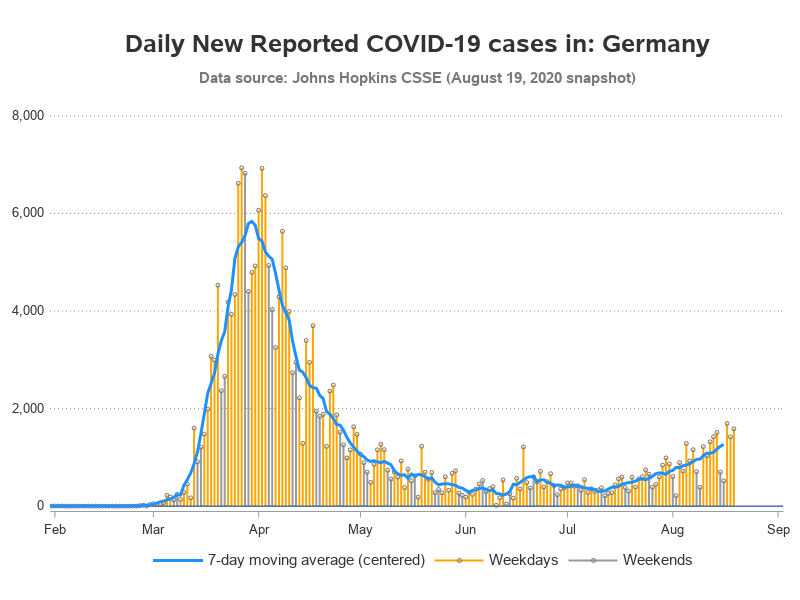 Daily New Reported COVID-19 cases in: Germany
Data source: Johns Hopkins CSSE (August 19, 2020 snapshot)
8,000
6,000
4,000
2,000
0
Feb Mar Apr May Jun Jul Aug Sep
7-day moving average (centered) Weekdays Weekends